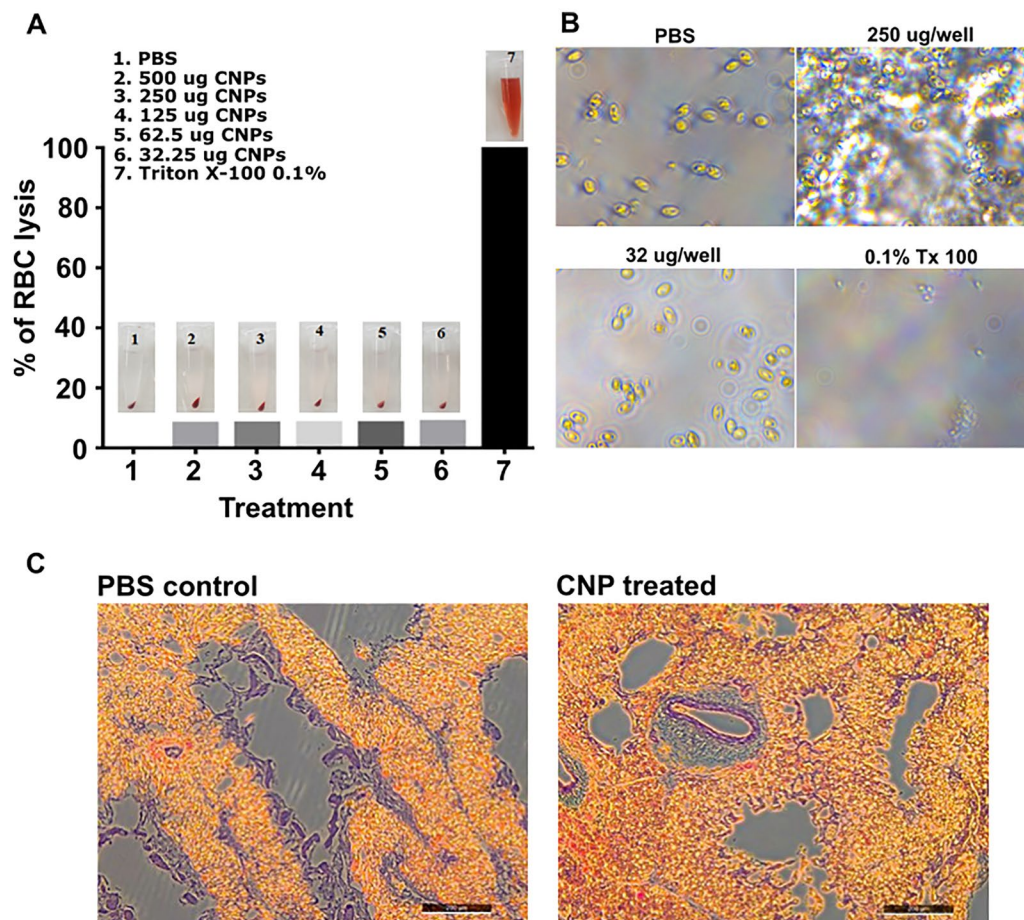 A
1. PBS
2. 500 ug CNPs
3. 250 ug CNPs
4. 125 ug CNPs
5. 62.5 ug CNPs
6. 32.25 ug CNPs
7. Triton X-100 0.1%
7
% of RBC lysis
100
80
60
40
20
0
1 2 3 4 5 6
1 2 3 4 5 6 7
Treatment
B
PBS 250 ug/well
32 ug/well 0.1% Tx 100
C
PBS control CNP treated